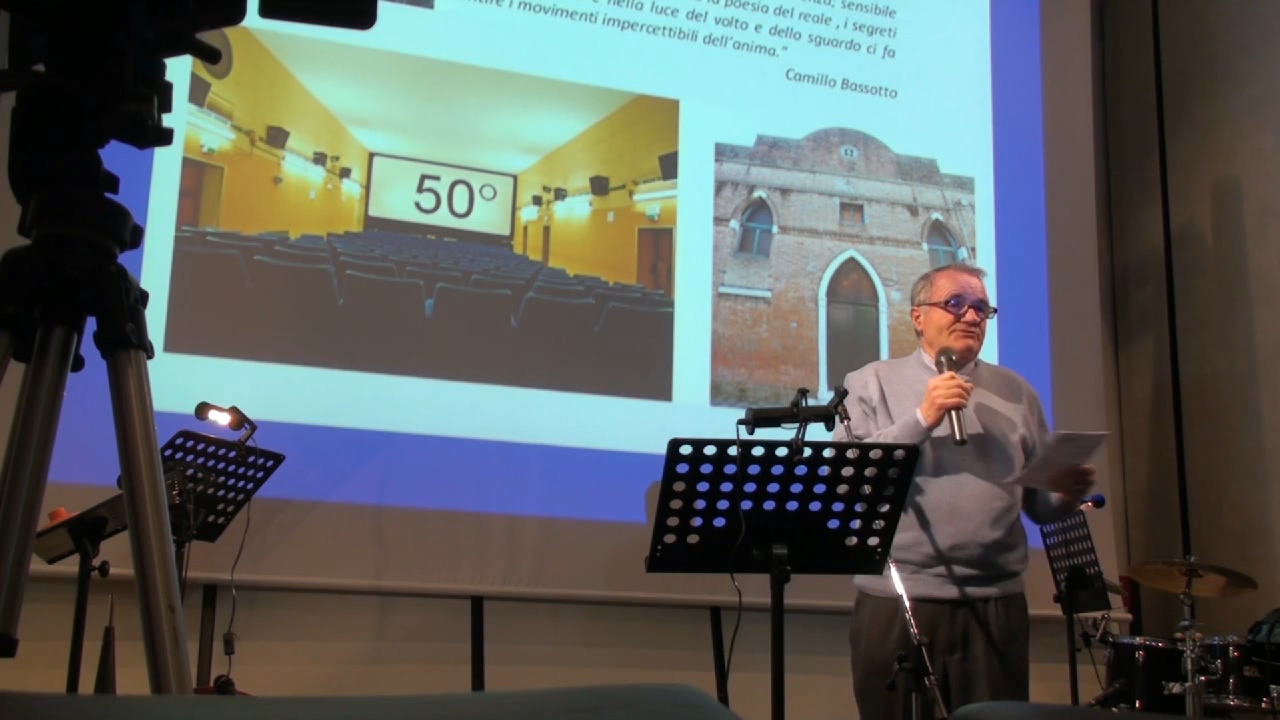 sensibile
la poesia del reale , i segreti
nella luce del volto e dello sguardo ci fa
i movimenti impercettibili dell'anima."
Camillo Bassotto
50°